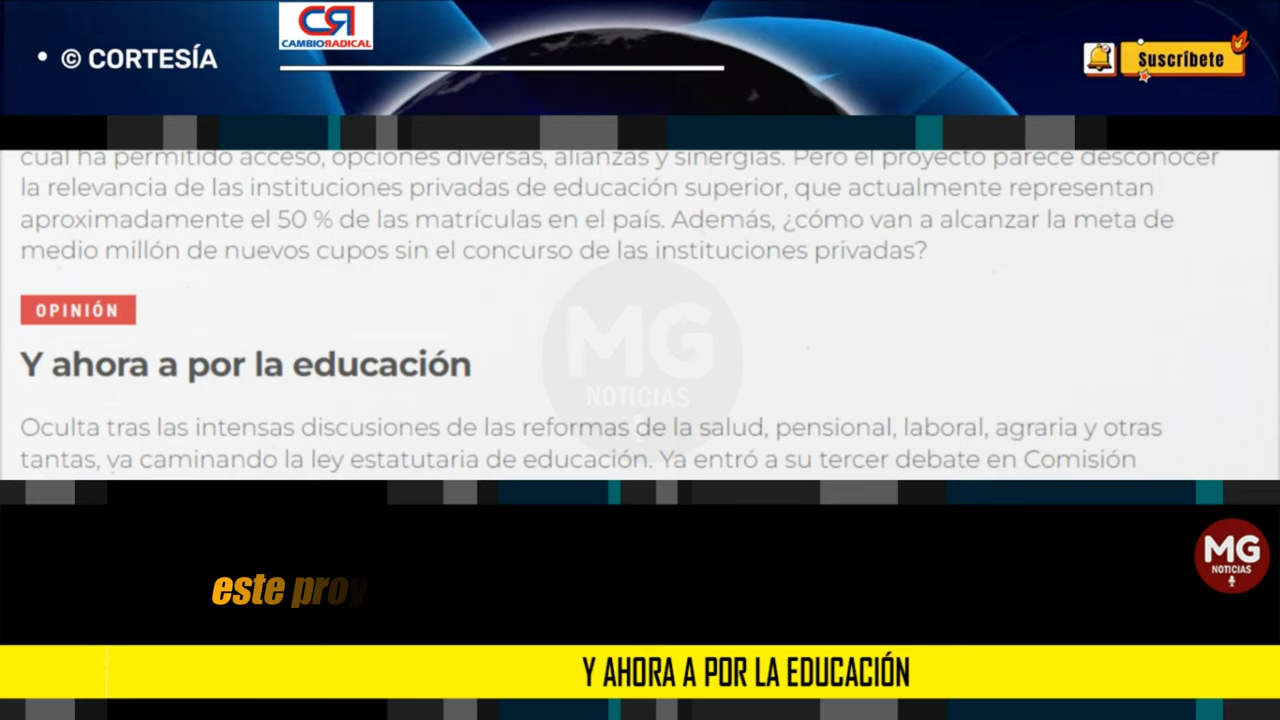 CЯ
CAMBIOЯADICAL
• © CORTESÍA
Suscríbete
cual ha permitido acceso, opciones diversas, alianzas y sinergias. Pero el proyecto parece desconocer
la relevancia de las instituciones privadas de educación superior, que actualmente representan
aproximadamente el 50 % de las matrículas en el país. Además, ¿cómo van a alcanzar la meta de
medio millón de nuevos cupos sin el concurso de las instituciones privadas?
OPINIÓN
MG
NOTICIAS
Y ahora a por la educación
Oculta tras las intensas discusiones de las reformas de la salud, pensional, laboral, agraria y otras
tantas, va caminando la ley estatutaria de educación. Ya entró a su tercer debate en Comisión
MG
NOTICIAS
este proy
Y AHORA A POR LA EDUCACIÓN